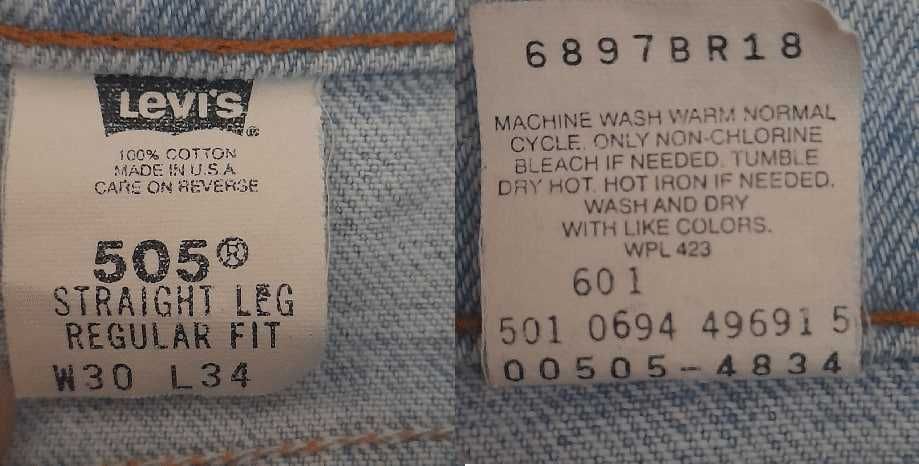 Levi's®
100% COTTON
MADE IN U.S.A.
CARE ON REVERSE
505®
STRAIGHT LEG
REGULAR FIT
W30 L34
6897BR18
MACHINE WASH WARM NORMAL
CYCLE. ONLY NON-CHLORINE
BLEACH IF NEEDED. TUMBLE
DRY HOT. HOT IRON IF NEEDED.
WASH AND DRY
WITH LIKE COLORS.
WPL 423
601
501 0694 49691 5
00505-4834